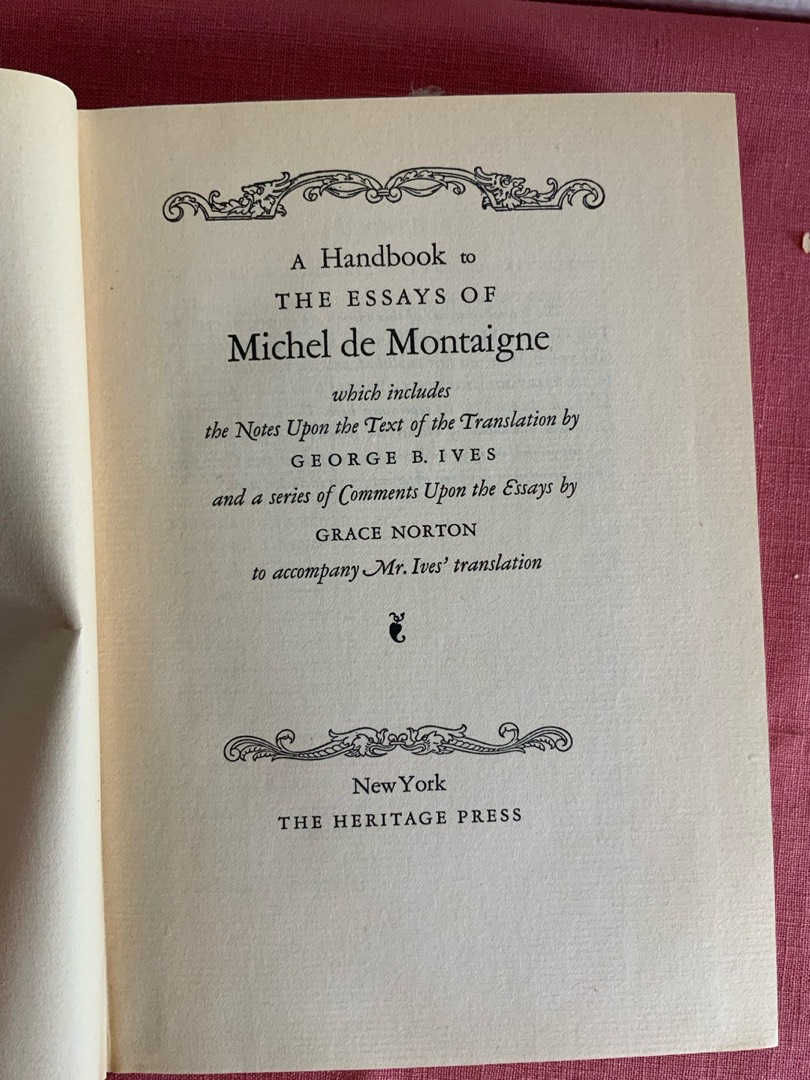 A Handbook to
THE ESSAYS OF
Michel de Montaigne
which includes
the Notes Upon the Text of the Translation by
GEORGE B. IVES
and a series of Comments Upon the Essays by
GRACE NORTON
to accompany Mr. Ives' translation
New York
THE HERITAGE PRESS